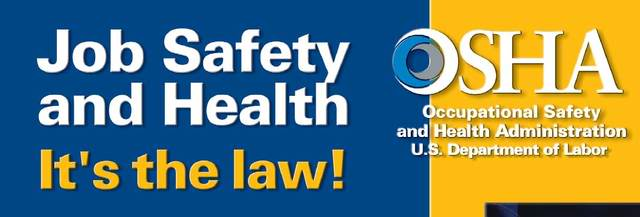 Job Safety
and Health
It's the law!
OSHA
Occupational Safety
and Health Administration
U.S. Department of Labor